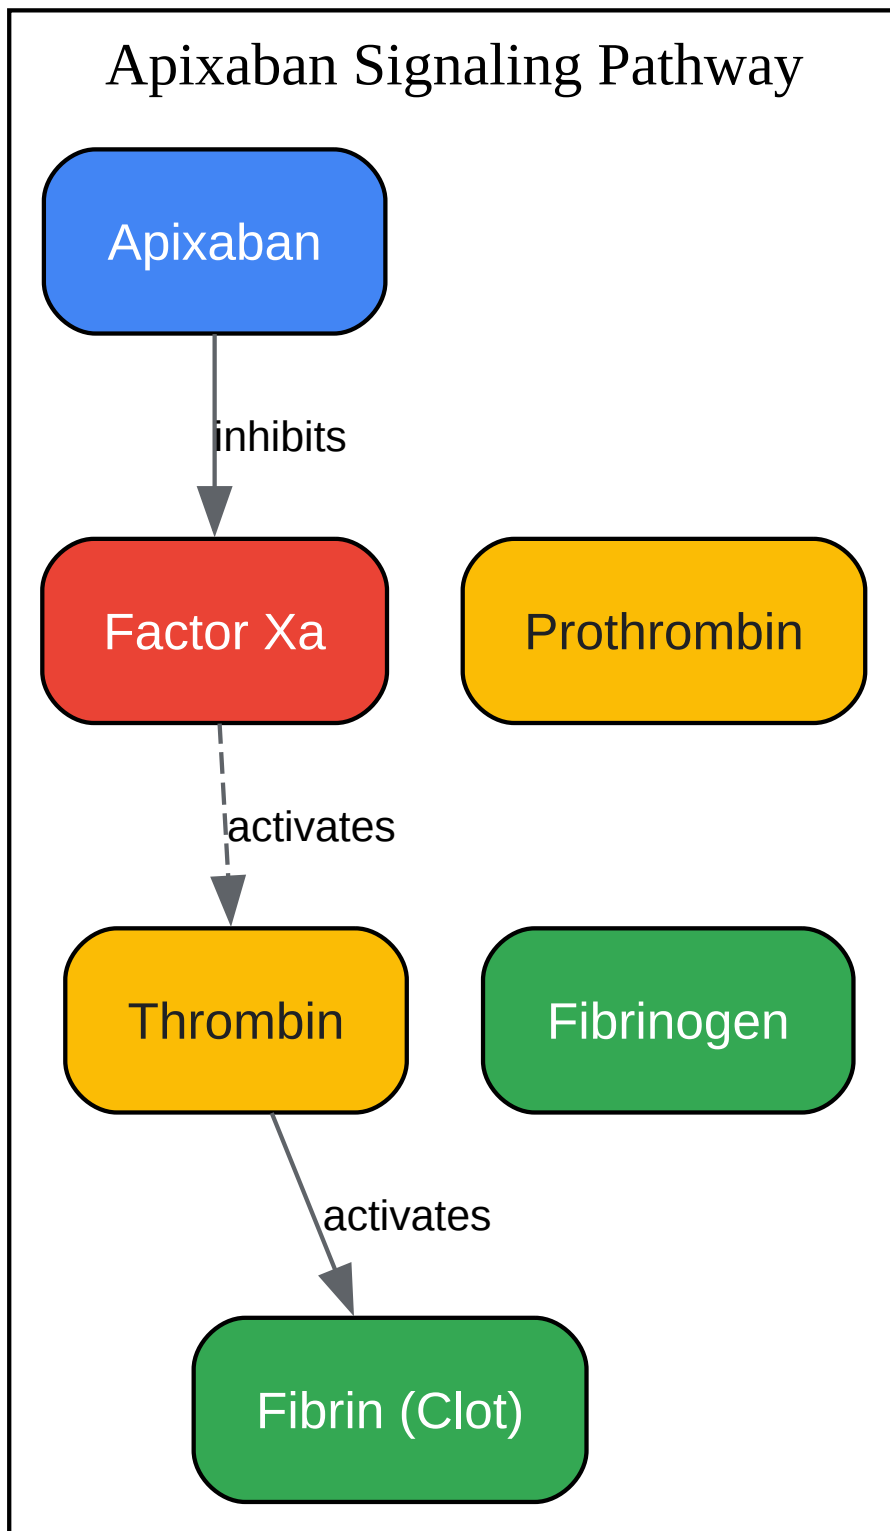 Apixaban Signaling Pathway
Apixaban
inhibits
Factor Xa
Prothrombin
activates
Thrombin
Fibrinogen
activates
Fibrin (Clot)